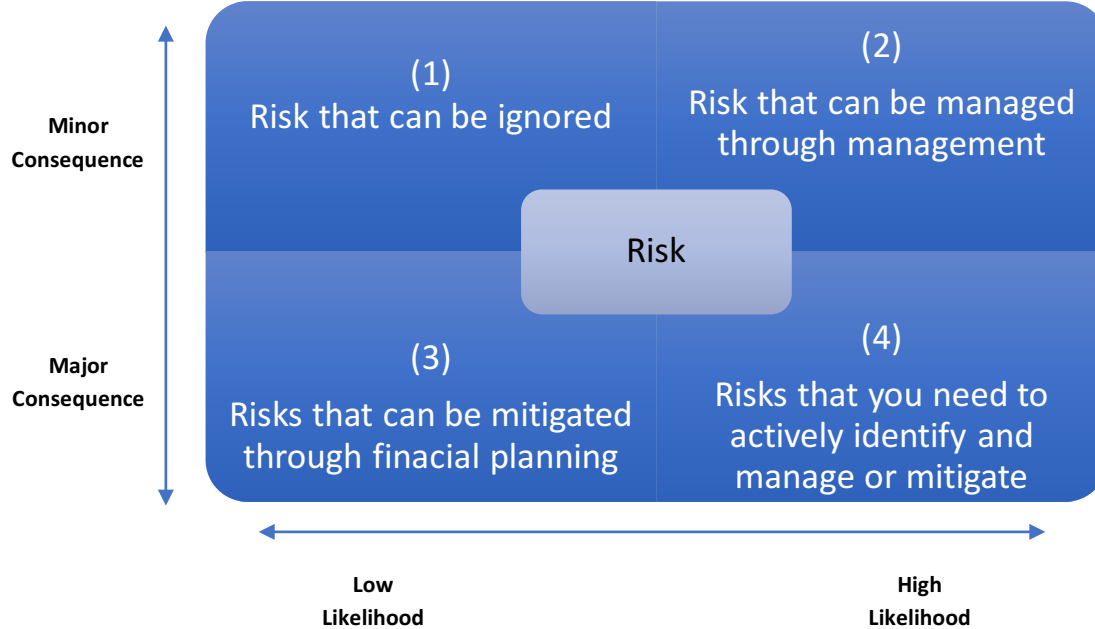 (1)
Risk that can be ignored
(2)
Risk that can be managed
through management
Minor
Consequence
Risk
Major
Consequence
(3)
Risks that can be mitigated
through finacial planning
(4)
Risks that you need to
actively identify and
manage or mitigate
Low
Likelihood
High
Likelihood